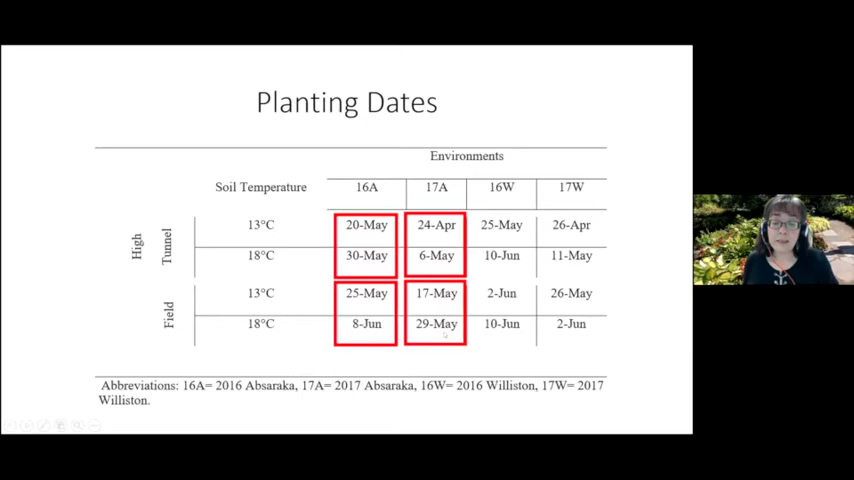 Planting Dates
Environments
Soil Temperature 16A 17A 16W 17W
High Tunnel
13°C 20-May 24-Apr 25-May 26-Apr
18°C 30-May 6-May 10-Jun 11-May
Field
13°C 25-May 17-May 2-Jun 26-May
18°C 8-Jun 29-May 10-Jun 2-Jun
Abbreviations: 16A= 2016 Absaraka, 17A= 2017 Absaraka, 16W= 2016 Williston, 17W= 2017
Williston.